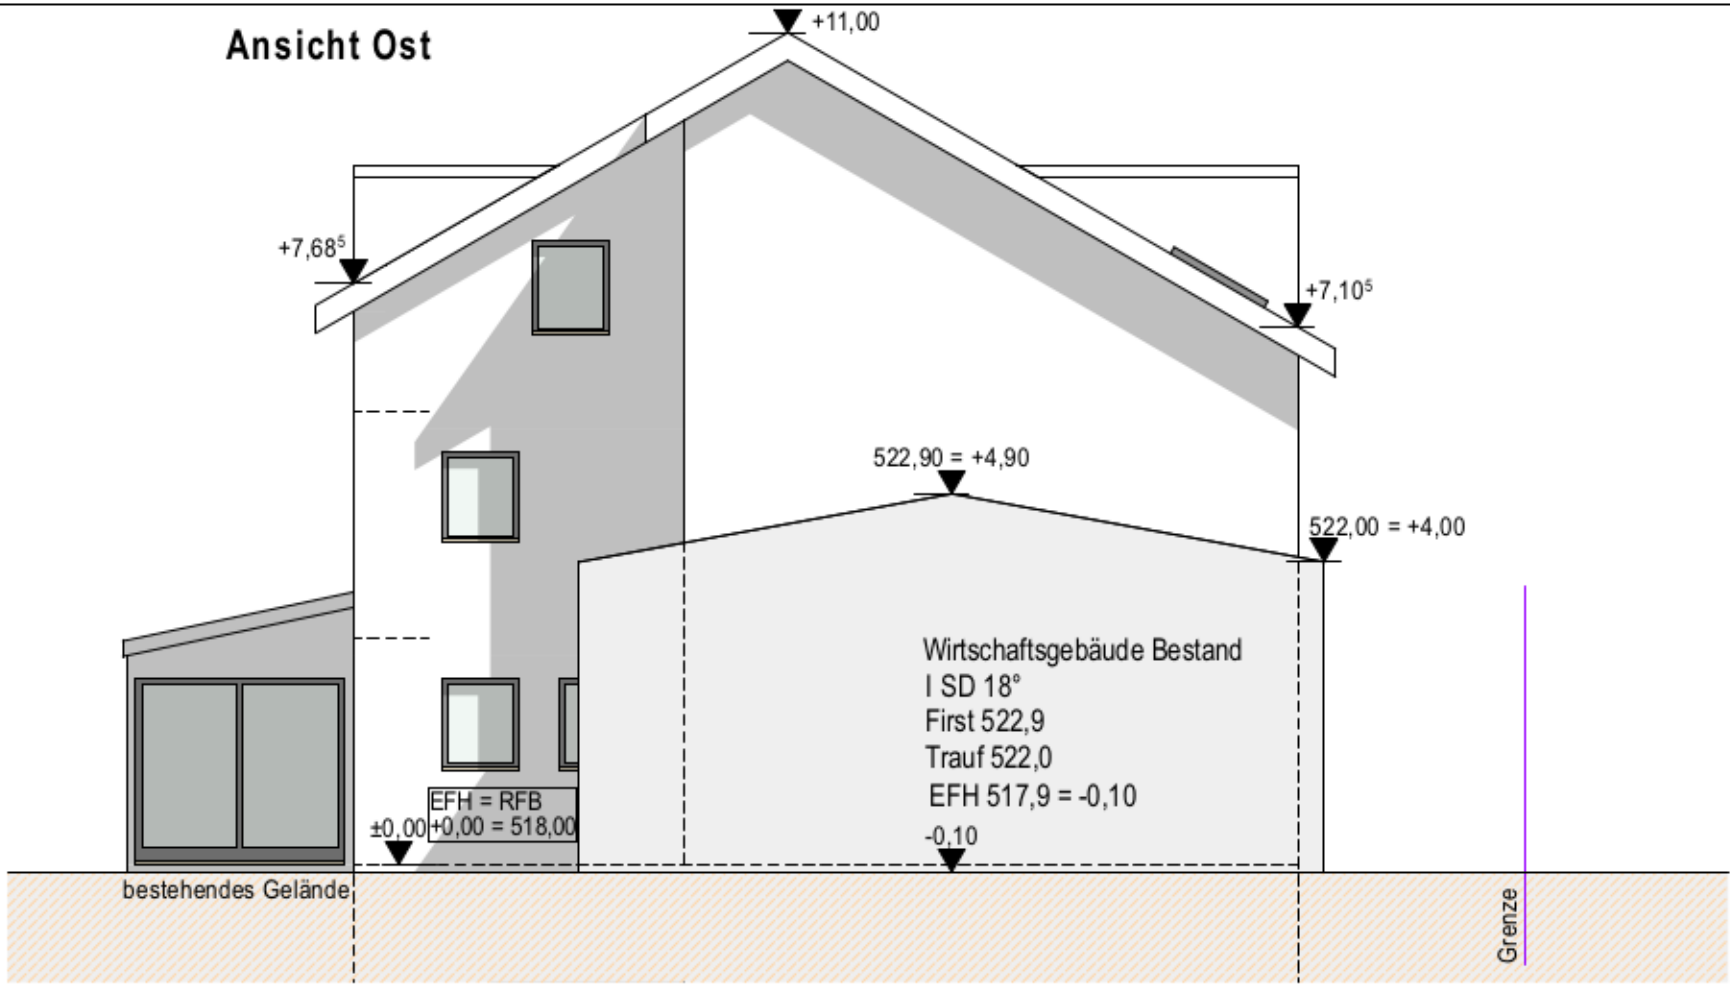 Ansicht Ost
+11,00
+7,68⁵
+7,10⁵
522,90 = +4,90
522,00 = +4,00
Wirtschaftsgebäude Bestand
I SD 18°
First 522,9
Trauf 522,0
EFH 517,9 = -0,10
-0,10
EFH = RFB
±0,00
+0,00 = 518,00
bestehendes Gelände
Grenze